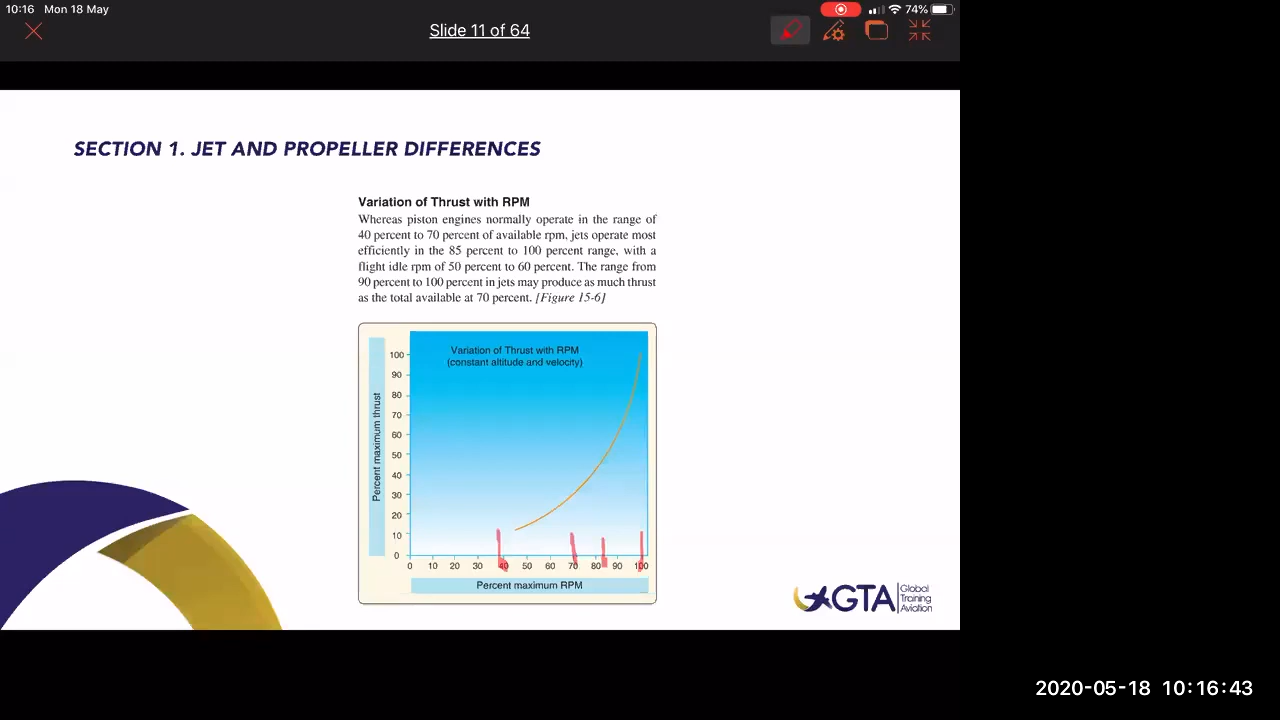 10:16 Mon 18 May
74%
Slide 11 of 64
SECTION 1. JET AND PROPELLER DIFFERENCES
Variation of Thrust with RPM
Whereas piston engines normally operate in the range of
40 percent to 70 percent of available rpm, jets operate most
efficiently in the 85 percent to 100 percent range, with a
flight idle rpm of 50 percent to 60 percent. The range from
90 percent to 100 percent in jets may produce as much thrust
as the total available at 70 percent. [Figure 15-6]
Variation of Thrust with RPM
(constant altitude and velocity)
Percent maximum thrust
100
90
80
70
60
50
40
30
20
10
0
0 10 20 30 40 50 60 70 80 90 100
Percent maximum RPM
GTA
Global
Training
Aviation
2020-05-18 10:16:43